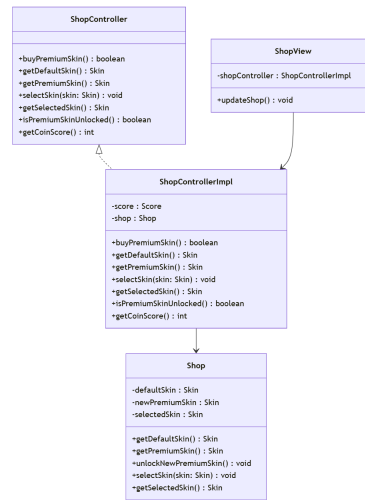 ShopController
+buyPremiumSkin() : boolean
+getDefaultSkin() : Skin
+getPremiumSkin() : Skin
+selectSkin(skin: Skin) : void
+getSelectedSkin() : Skin
+isPremiumSkinUnlocked() : boolean
+getCoinScore() : int
ShopView
-shopController : ShopControllerImpl
+updateShop() : void
ShopControllerImpl
-score : Score
-shop : Shop
+buyPremiumSkin() : boolean
+getDefaultSkin() : Skin
+getPremiumSkin() : Skin
+selectSkin(skin: Skin) : void
+getSelectedSkin() : Skin
+isPremiumSkinUnlocked() : boolean
+getCoinScore() : int
Shop
-defaultSkin : Skin
-newPremiumSkin : Skin
-selectedSkin : Skin
+getDefaultSkin() : Skin
+getPremiumSkin() : Skin
+unlockNewPremiumSkin() : void
+selectSkin(skin: Skin) : void
+getSelectedSkin() : Skin